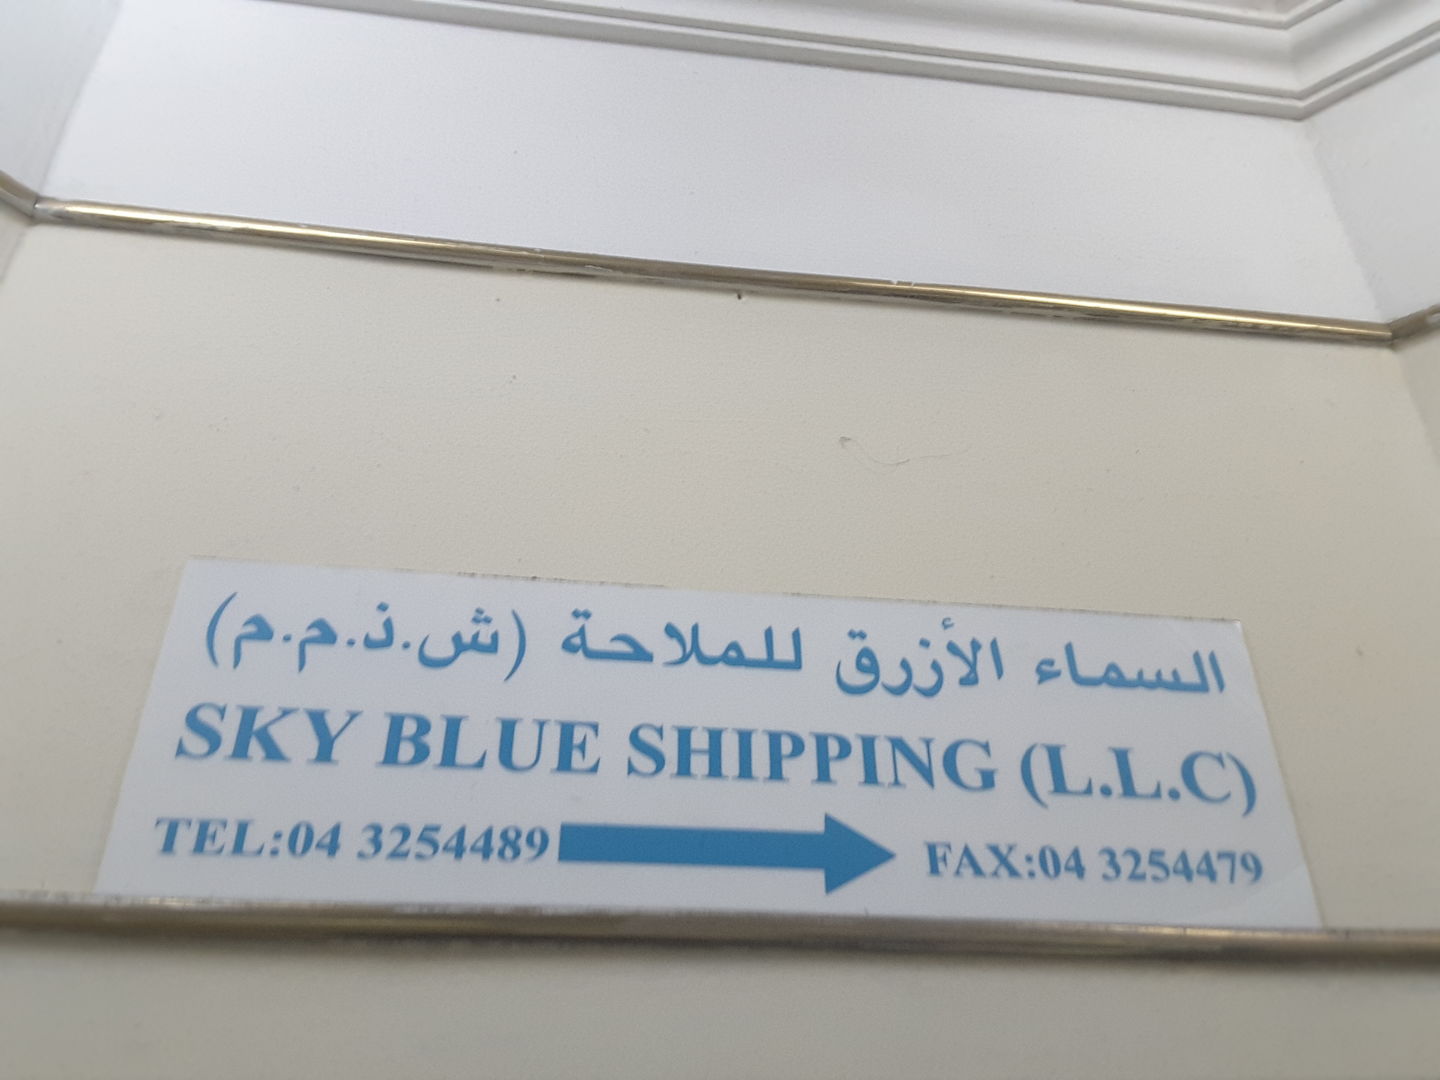 السماء الأزرق للملاحة (ش.ذ.م.م)
SKY BLUE SHIPPING (L.L.C)
TEL:04 3254489 FAX:04 3254479